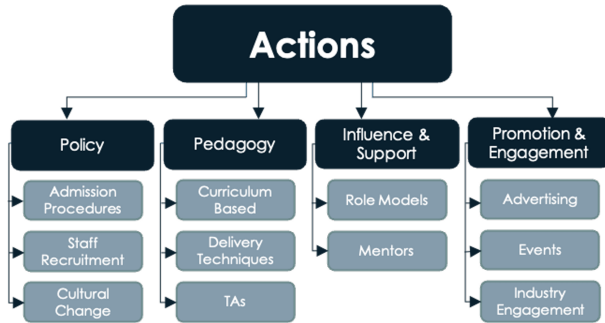 Actions
Policy
Admission
Procedures
Staff
Recruitment
Cultural
Change
Pedagogy
Curriculum
Based
Delivery
Techniques
TAs
Influence &
Support
Role Models
Mentors
Promotion &
Engagement
Advertising
Events
Industry
Engagement